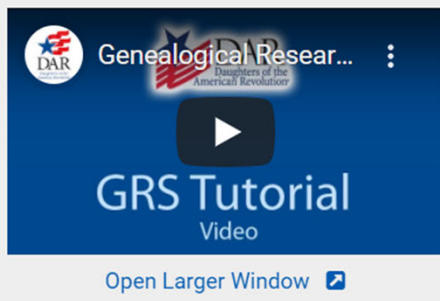 DAR
Genealogical Resear...
DAR
Daughters of the
American Revolution
GRS Tutorial
Video
Open Larger Window